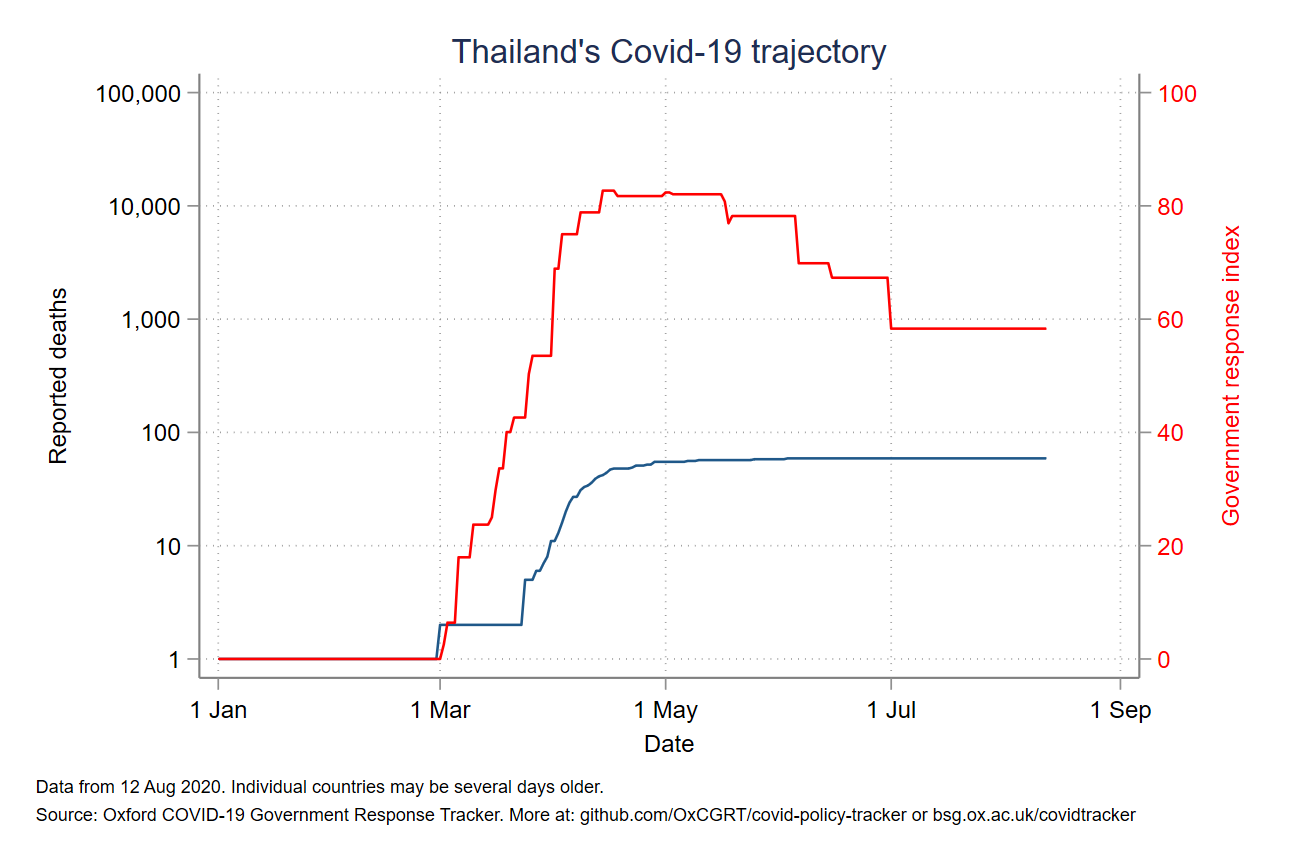 Thailand's Covid-19 trajectory
100,000
10,000
1,000
100
10
1
Reported deaths
100
80
60
40
20
0
Government response index
1 Jan 1 Mar 1 May 1 Jul 1 Sep
Date
Data from 12 Aug 2020. Individual countries may be several days older.
Source: Oxford COVID-19 Government Response Tracker. More at: github.com/OxCGRT/covid-policy-tracker or bsg.ox.ac.uk/covidtracker